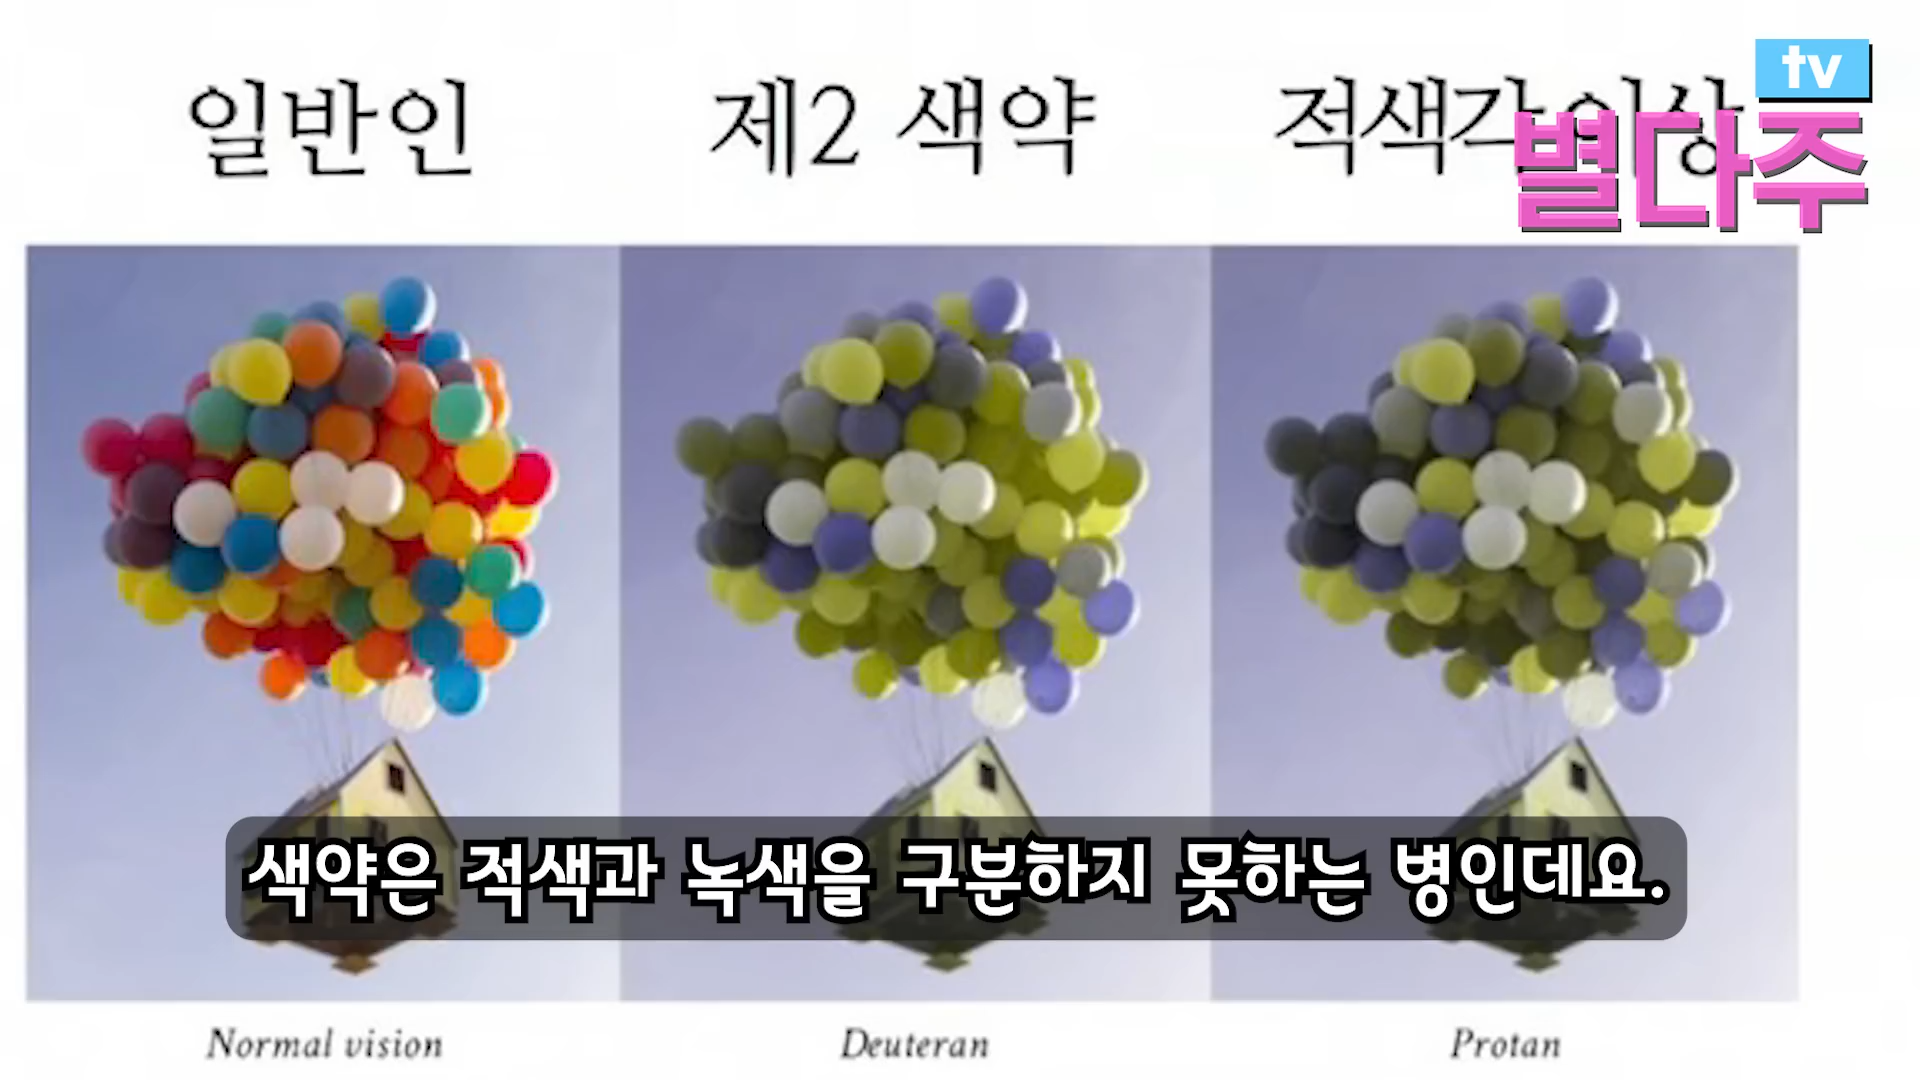 일반인
제2 색약
적색각이상
tv
별다주
색약은 적색과 녹색을 구분하지 못하는 병인데요.
Normal vision
Deuteran
Protan